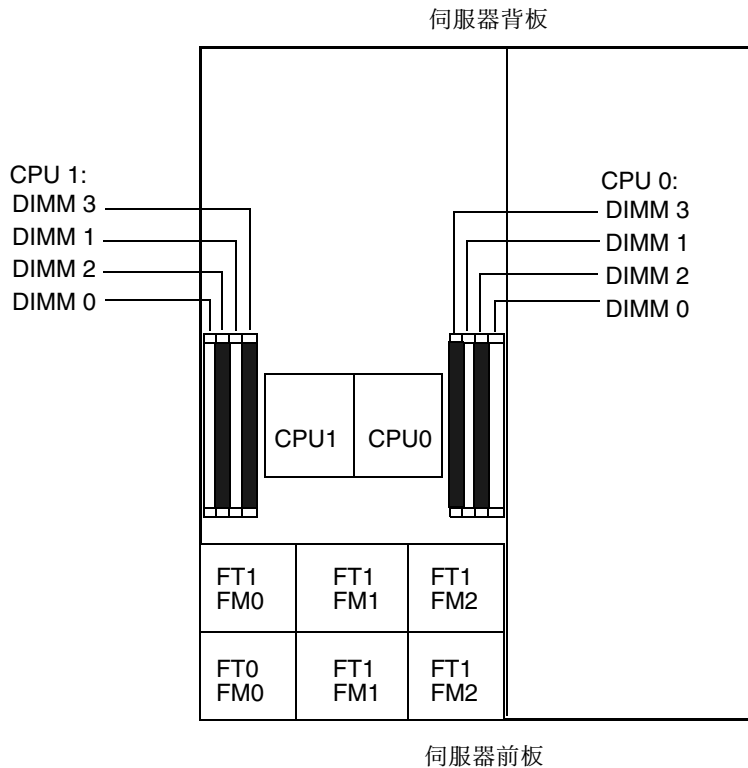 伺服器背板
CPU 1:
DIMM 3
DIMM 1
DIMM 2
DIMM 0
CPU 0:
DIMM 3
DIMM 1
DIMM 2
DIMM 0
CPU1
CPU0
FT1
FM0
FT1
FM1
FT1
FM2
FT0
FM0
FT1
FM1
FT1
FM2
伺服器前板